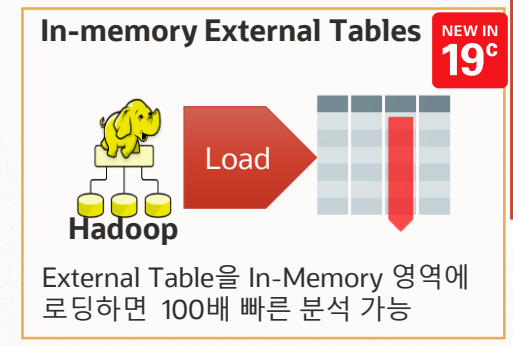 In-memory External Tables
NEW IN
19c
Load
Hadoop
External Table을 In-Memory 영역에
로딩하면 100배 빠른 분석 가능